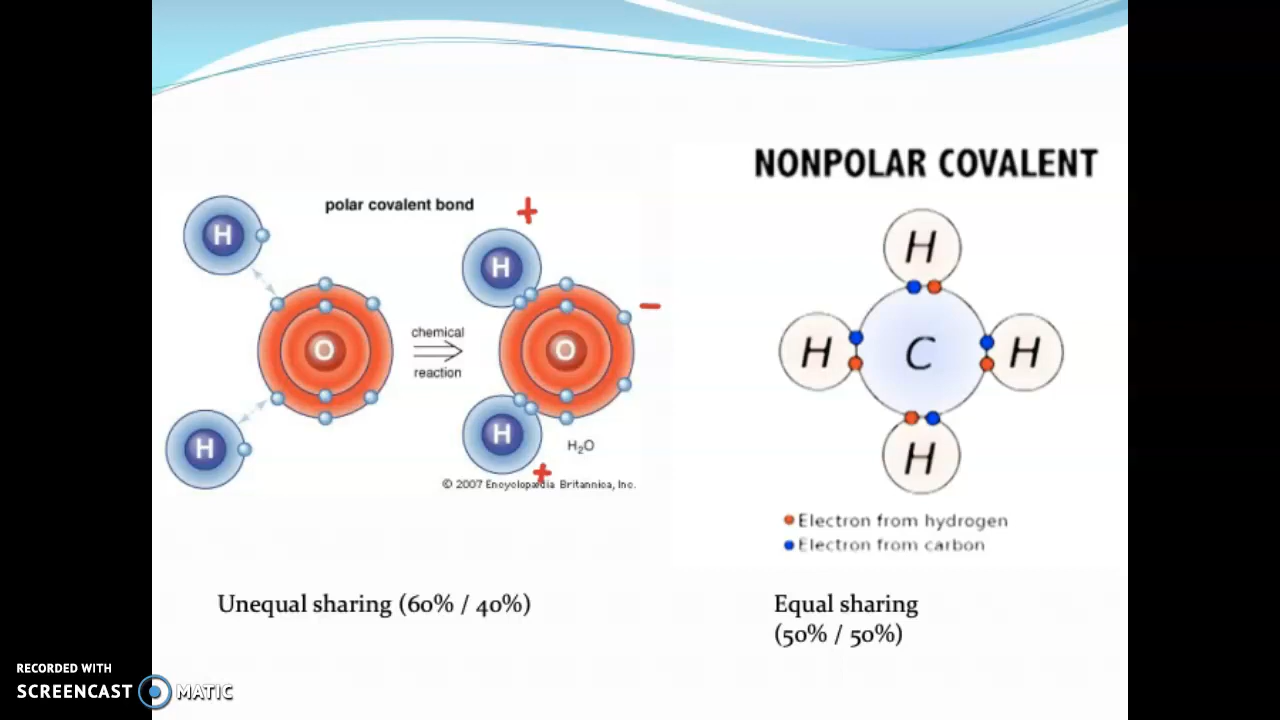 polar covalent bond
+
H
H
O
H
chemical
reaction
H
O
H
+
−
H₂O
© 2007 Encyclopædia Britannica, Inc.
Unequal sharing (60% / 40%)
NONPOLAR COVALENT
H
H C H
H
Electron from hydrogen
Electron from carbon
Equal sharing
(50% / 50%)
RECORDED WITH
SCREENCAST MATIC